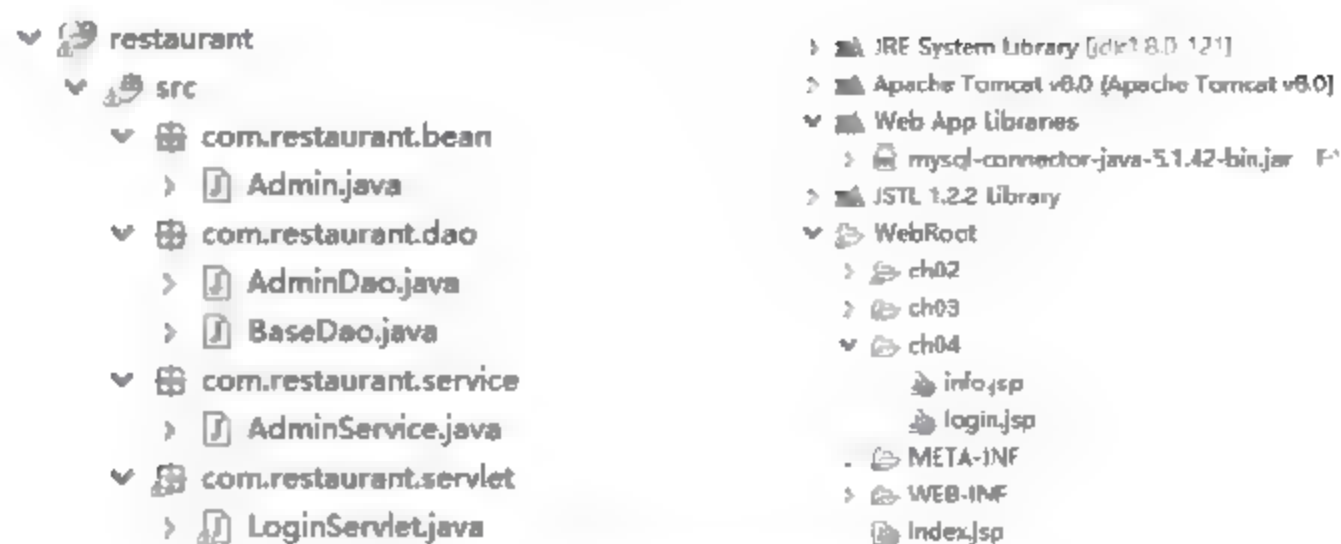 restaurant
src
com.restaurant.bean
Admin.java
com.restaurant.dao
AdminDao.java
BaseDao.java
com.restaurant.service
AdminService.java
com.restaurant.servlet
LoginServlet.java
JRE System Library [jdk1.8.0_121]
Apache Tomcat v8.0 [Apache Tomcat v8.0]
Web App Libraries
mysql-connector-java-5.1.42-bin.jar
JSTL 1.2.2 Library
WebRoot
ch02
ch03
ch04
info.jsp
login.jsp
META-INF
WEB-INF
index.jsp